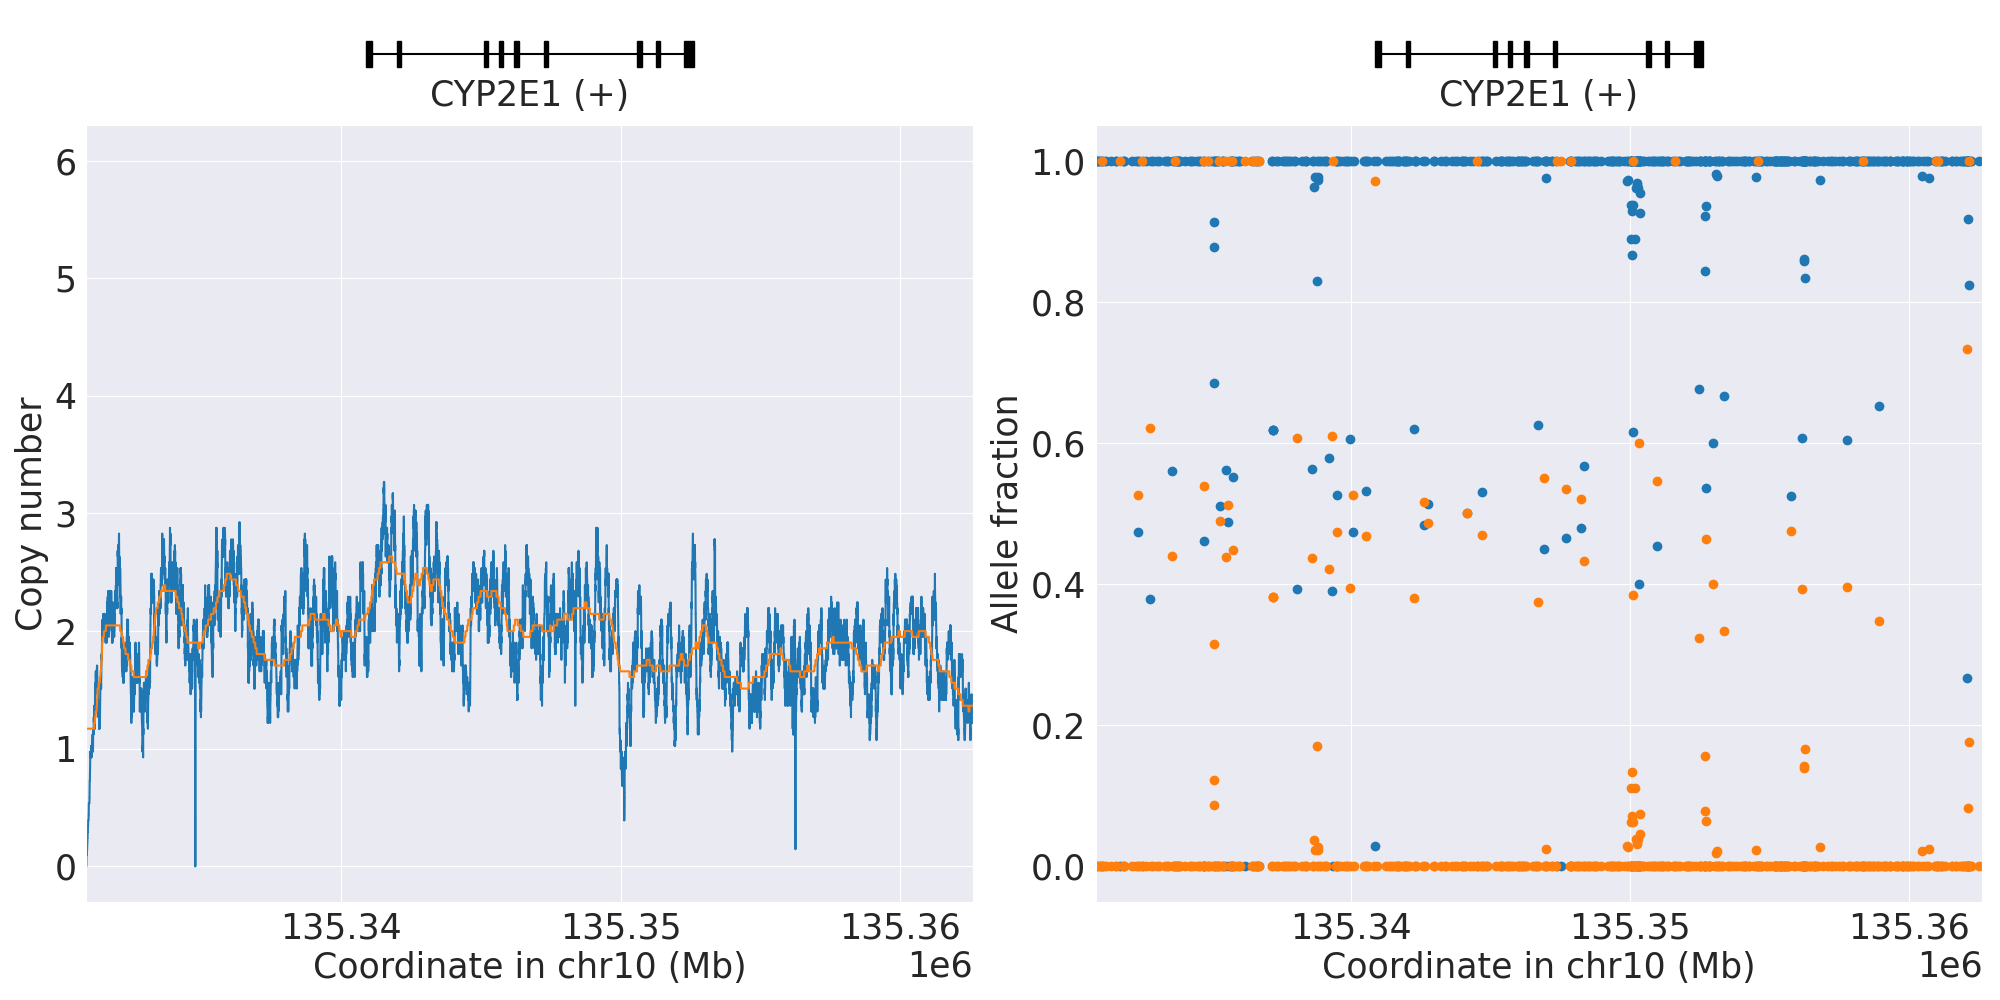 CYP2E1 (+)
6
5
4
3
2
1
0
Copy number
135.34 135.35 135.36
Coordinate in chr10 (Mb)
1e6
CYP2E1 (+)
1.0
0.8
0.6
0.4
0.2
0.0
Allele fraction
135.34 135.35 135.36
Coordinate in chr10 (Mb)
1e6